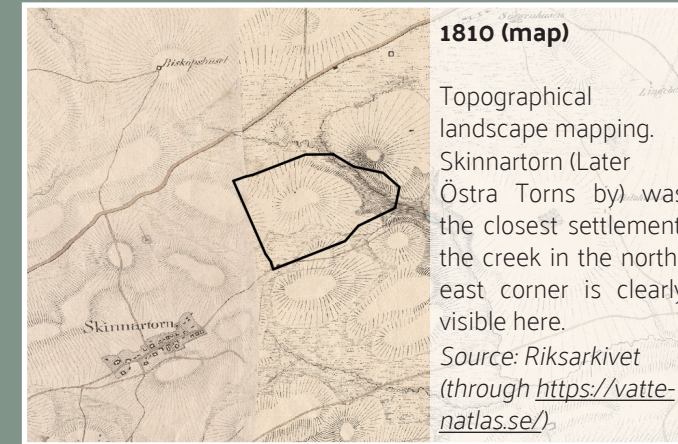 Biskopshuset
Skinnartorn
1810 (map)
Topographical
landscape mapping.
Skinnartorn (Later
Östra Torns by) was
the closest settlement
the creek in the north
east corner is clearly
visible here.
Source: Riksarkivet
(through https://vatte-
natlas.se/)